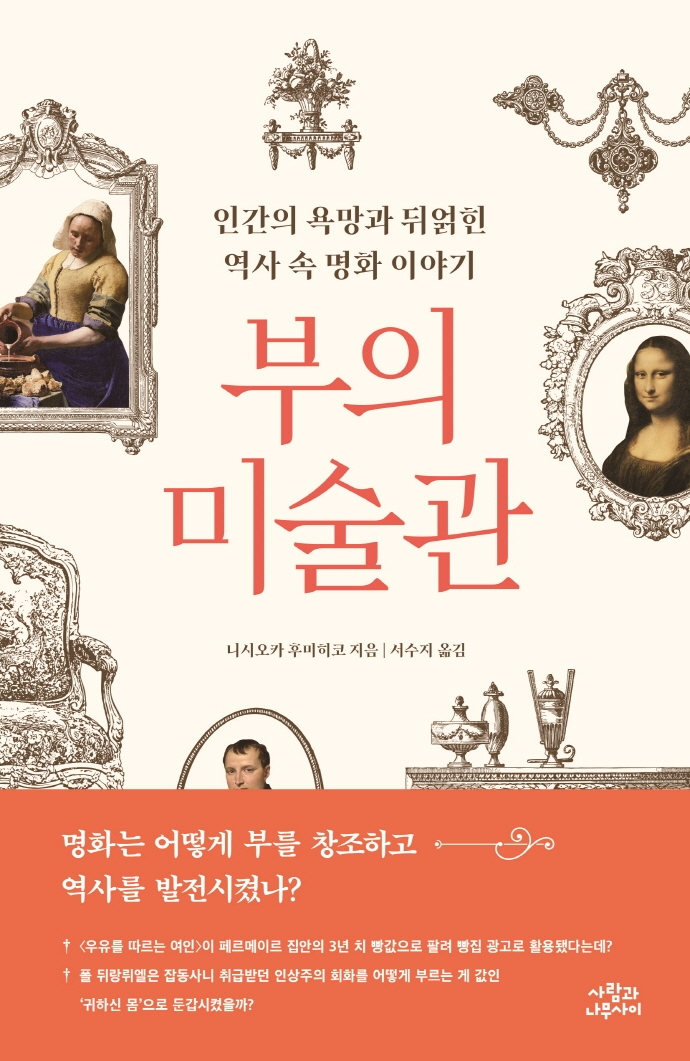 인간의 욕망과 뒤얽힌
역사 속 명화 이야기
부의
미술관
니시오카 후미히코 지음 | 서수지 옮김
명화는 어떻게 부를 창조하고
역사를 발전시켰나?
† 〈우유를 따르는 여인〉이 페르메이르 집안의 3년 치 빵값으로 팔려 빵집 광고로 활용됐다는데?
† 폴 뒤랑뤼엘은 잡동사니 취급받던 인상주의 회화를 어떻게 부르는 게 값인
‘귀하신 몸’으로 둔갑시켰을까?
사람과
나무사이